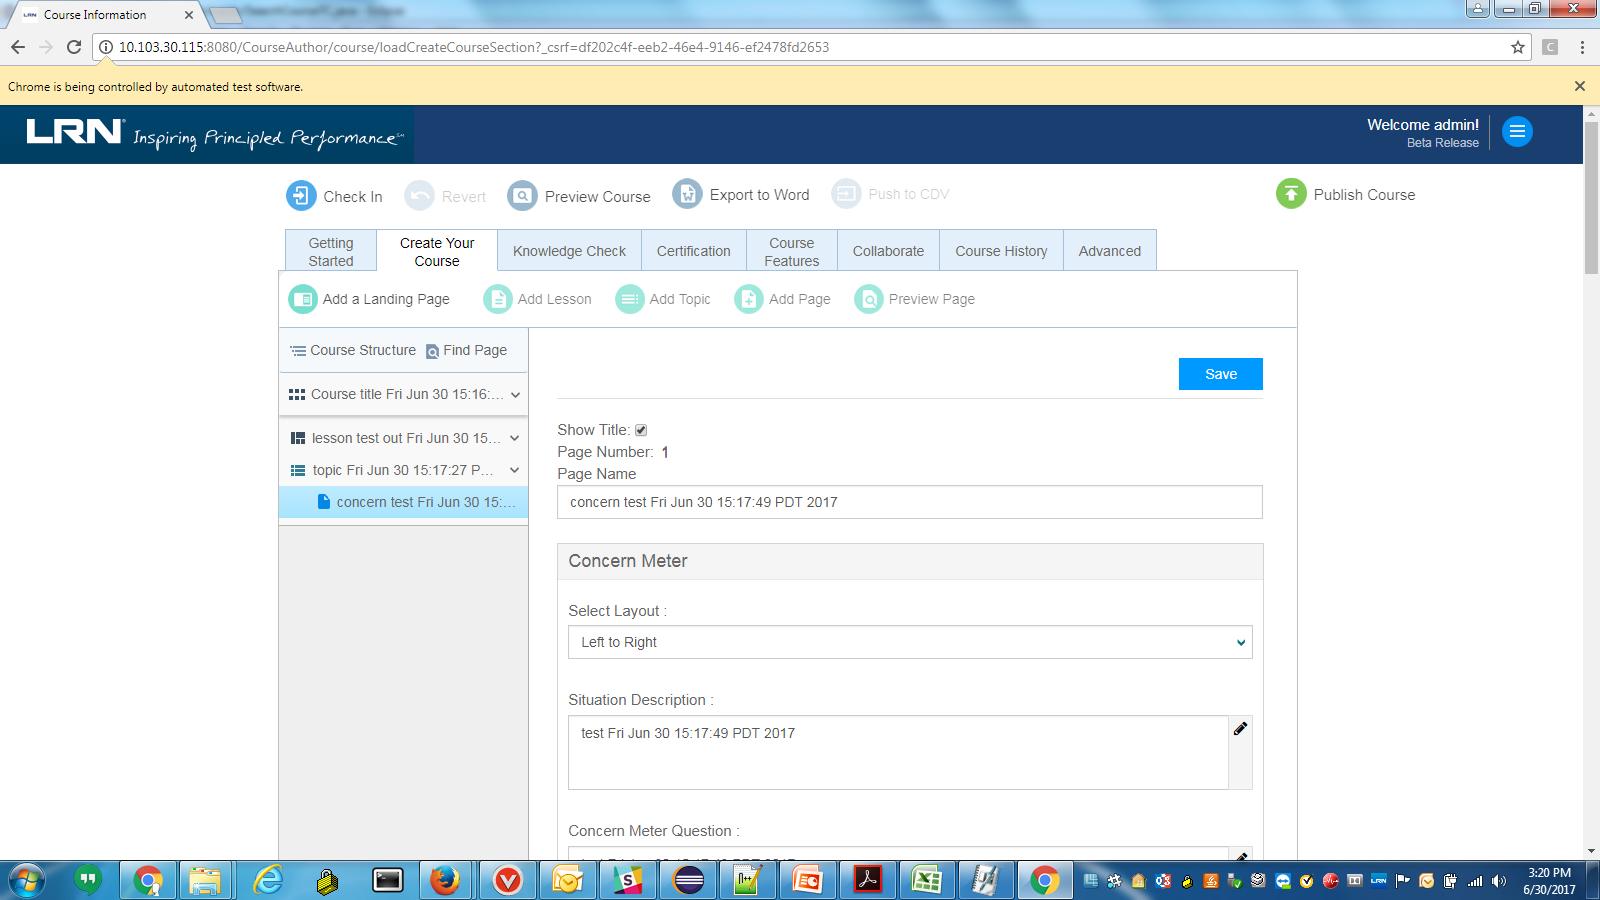 Course Information
10.103.30.115:8080/CourseAuthor/course/loadCreateCourseSection?_csrf=df202c4f-eeb2-46e4-9146-ef2478fd2653
Chrome is being controlled by automated test software.
LRN Inspiring Principled Performance
Welcome admin!
Beta Release
Check In Revert Preview Course Export to Word Push to CDV Publish Course
Getting Started Create Your Course Knowledge Check Certification Course Features Collaborate Course History Advanced
Add a Landing Page Add Lesson Add Topic Add Page Preview Page
Course Structure Find Page
Course title Fri Jun 30 15:16:...
lesson test out Fri Jun 30 15...
topic Fri Jun 30 15:17:27 P...
concern test Fri Jun 30 15:...
Save
Show Title:
Page Number: 1
Page Name
concern test Fri Jun 30 15:17:49 PDT 2017
Concern Meter
Select Layout :
Left to Right
Situation Description :
test Fri Jun 30 15:17:49 PDT 2017
Concern Meter Question :
3:20 PM
6/30/2017